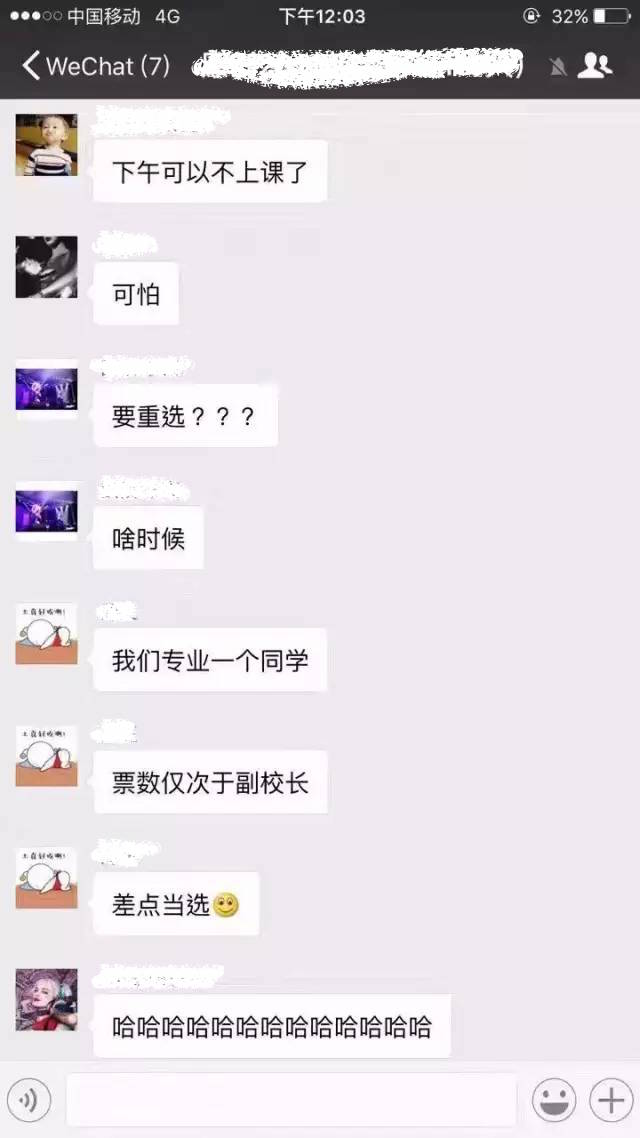 中国移动 4G 下午12:03 32%
WeChat (7)
下午可以不上课了
可怕
要重选？？？
啥时候
我们专业一个同学
票数仅次于副校长
差点当选
哈哈哈哈哈哈哈哈哈哈哈哈哈